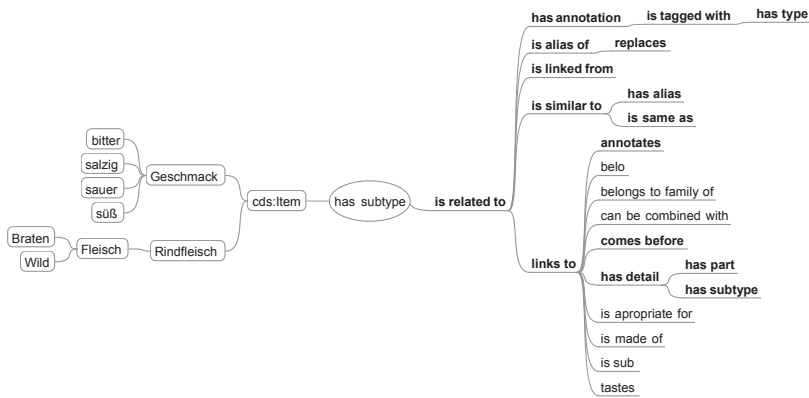 bitter
salzig
sauer
süß
Geschmack
Braten
Wild
Fleisch
Rindfleisch
cds:Item
has subtype
is related to
has annotation
is tagged with
has type
is alias of
replaces
is linked from
is similar to
has alias
is same as
links to
annotates
belo
belongs to family of
can be combined with
comes before
has detail
has part
has subtype
is apropriate for
is made of
is sub
tastes